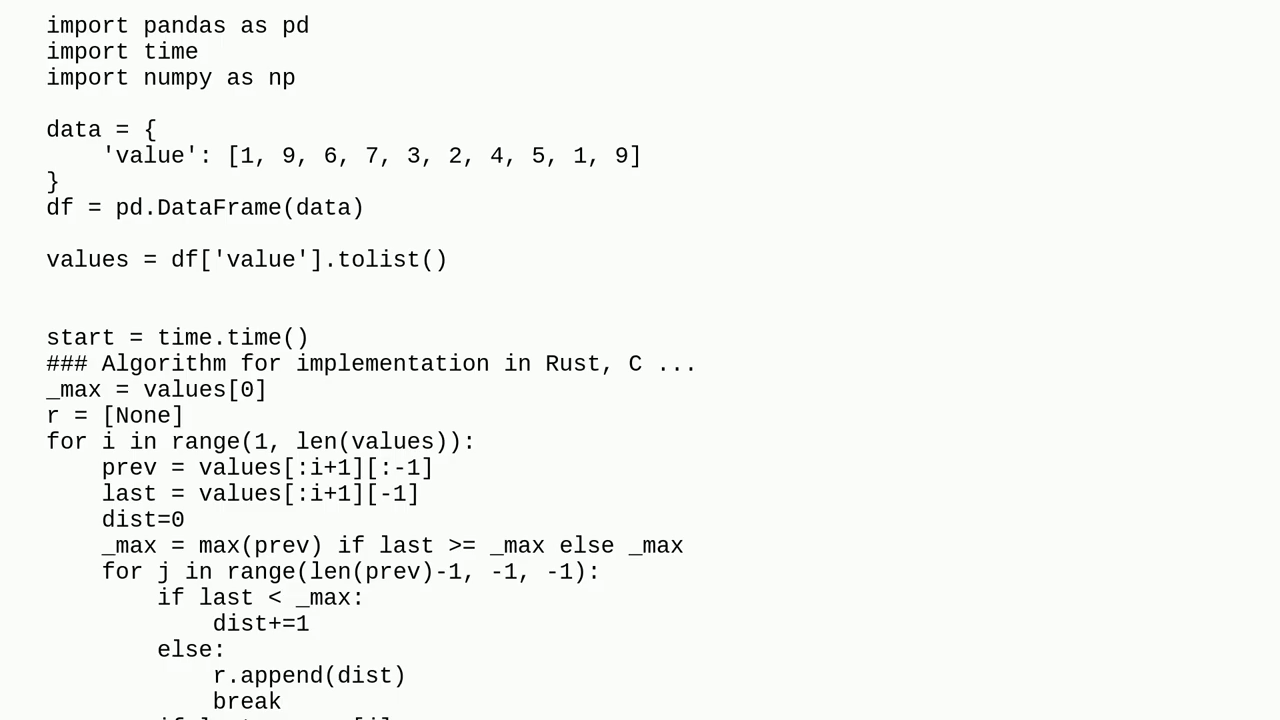 import pandas as pd
import time
import numpy as np
data = {
    'value': [1, 9, 6, 7, 3, 2, 4, 5, 1, 9]
}
df = pd.DataFrame(data)
values = df['value'].tolist()
start = time.time()
### Algorithm for implementation in Rust, C ...
_max = values[0]
r = [None]
for i in range(1, len(values)):
    prev = values[:i+1][:-1]
    last = values[:i+1][-1]
    dist=0
    _max = max(prev) if last >= _max else _max
    for j in range(len(prev)-1, -1, -1):
        if last < _max:
            dist+=1
        else:
            r.append(dist)
            break